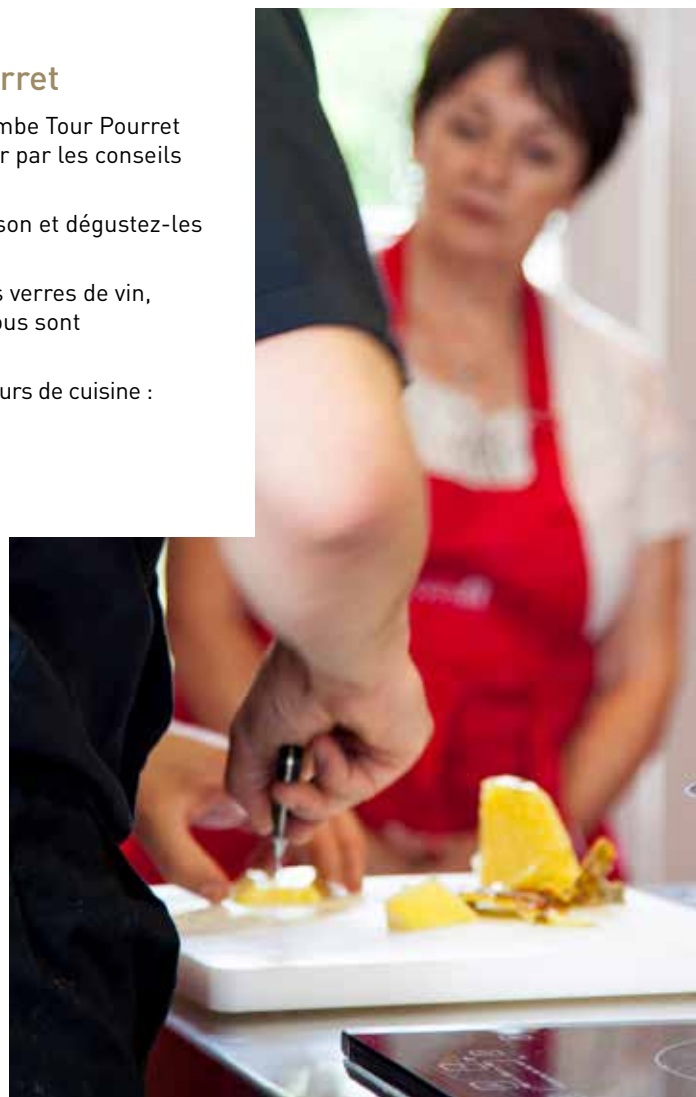 rret
mbe Tour Pourret
r par les conseils
son et dégustez-les
s verres de vin,
ous sont
urs de cuisine :